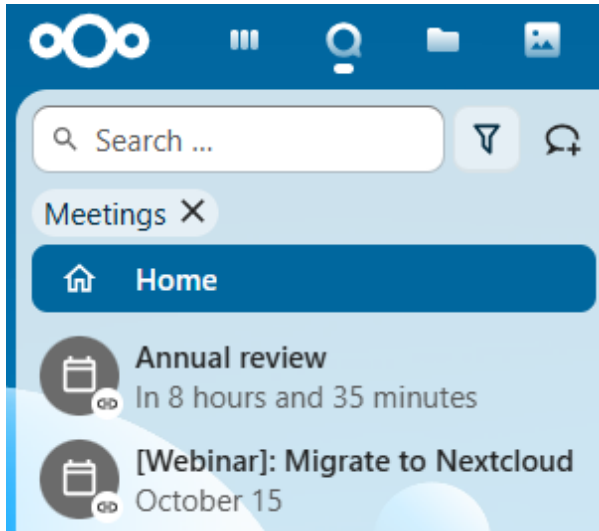 Search ...
Meetings
Home
Annual review
In 8 hours and 35 minutes
[Webinar]: Migrate to Nextcloud
October 15